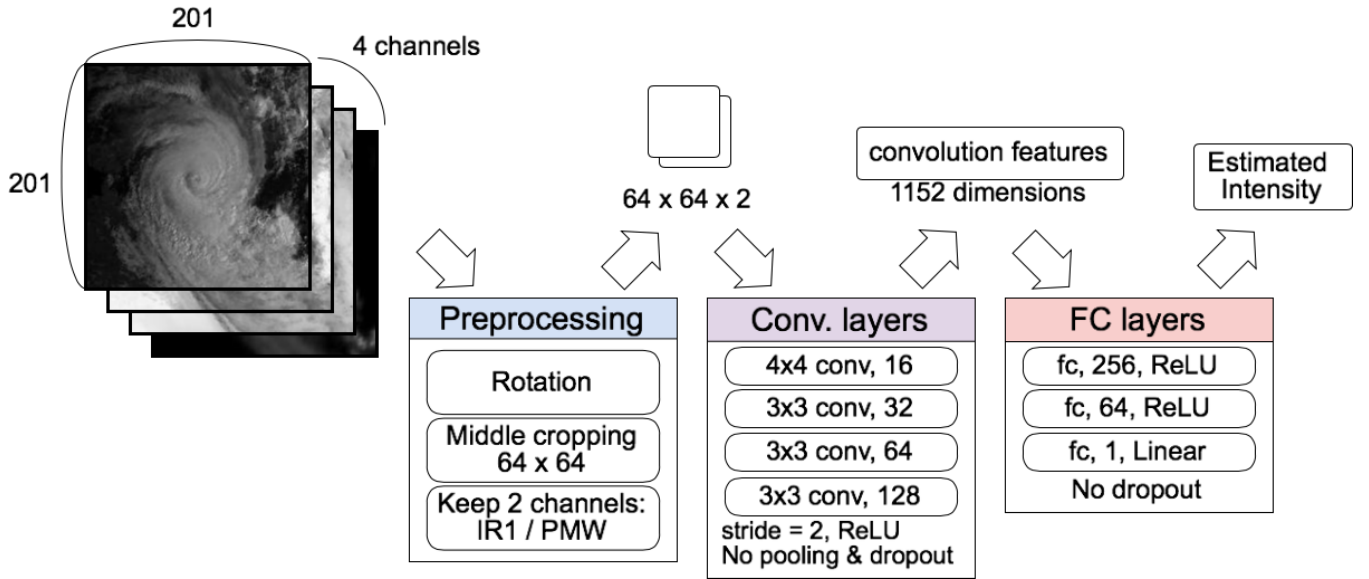 201
4 channels
201
64 x 64 x 2
convolution features
1152 dimensions
Estimated
Intensity
Preprocessing
Rotation
Middle cropping
64 x 64
Keep 2 channels:
IR1 / PMW
Conv. layers
4x4 conv, 16
3x3 conv, 32
3x3 conv, 64
3x3 conv, 128
stride = 2, ReLU
No pooling & dropout
FC layers
fc, 256, ReLU
fc, 64, ReLU
fc, 1, Linear
No dropout